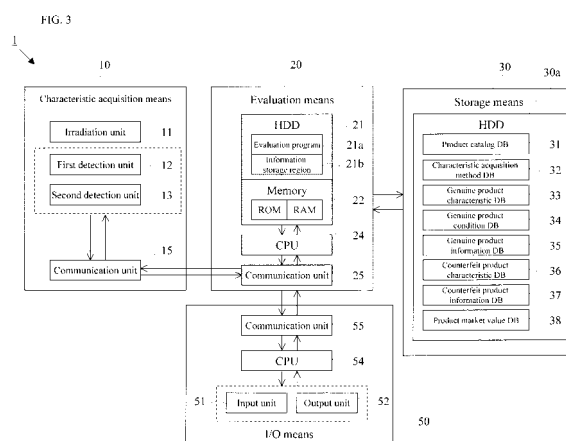 FIG. 3
1
10
Characteristic acquisition means
Irradiation unit
11
First detection unit
12
Second detection unit
13
15
Communication unit
20
Evaluation means
HDD
21
Evaluation program
21a
Information
storage region
21b
Memory
22
ROM
RAM
24
CPU
Communication unit
25
30
30a
Storage means
HDD
Product catalog DB
31
Characteristic acquisition
method DB
32
Genuine product
characteristic DB
33
Genuine product
condition DB
34
Genuine product
information DB
35
Counterfeit product
characteristic DB
36
Counterfeit product
information DB
37
Product market value DB
38
Communication unit
55
CPU
54
51
Input unit
Output unit
52
I/O means
50